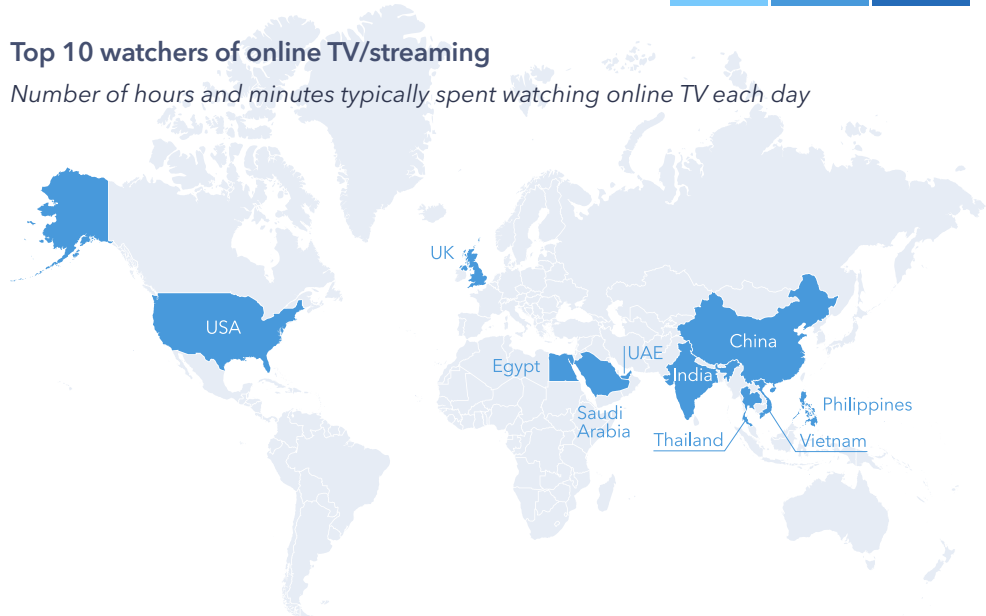 Top 10 watchers of online TV/streaming
Number of hours and minutes typically spent watching online TV each day
UK
USA
China
UAE
Egypt
India
Saudi
Arabia
Philippines
Thailand
Vietnam